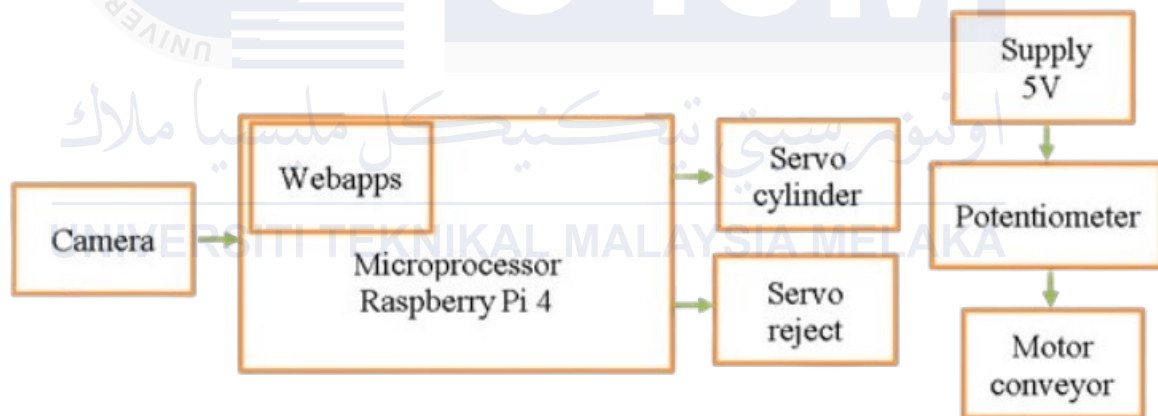 UNIVERSITI TEKNIKAL MALAYSIA MELAKA
اونيۏرسيتي تيكنيكل مليسيا ملاك
Camera
Webapps
Microprocessor
Raspberry Pi 4
Servo
cylinder
Servo
reject
Supply
5V
Potentiometer
Motor
conveyor